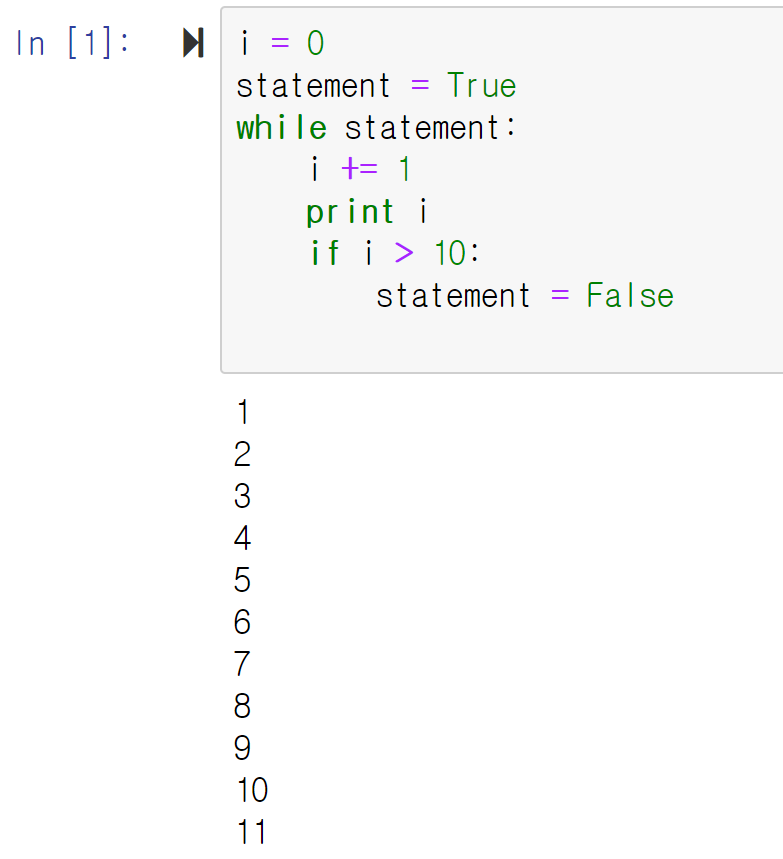 In [1]:
i = 0
statement = True
while statement:
    i += 1
    print i
    if i > 10:
        statement = False
1
2
3
4
5
6
7
8
9
10
11